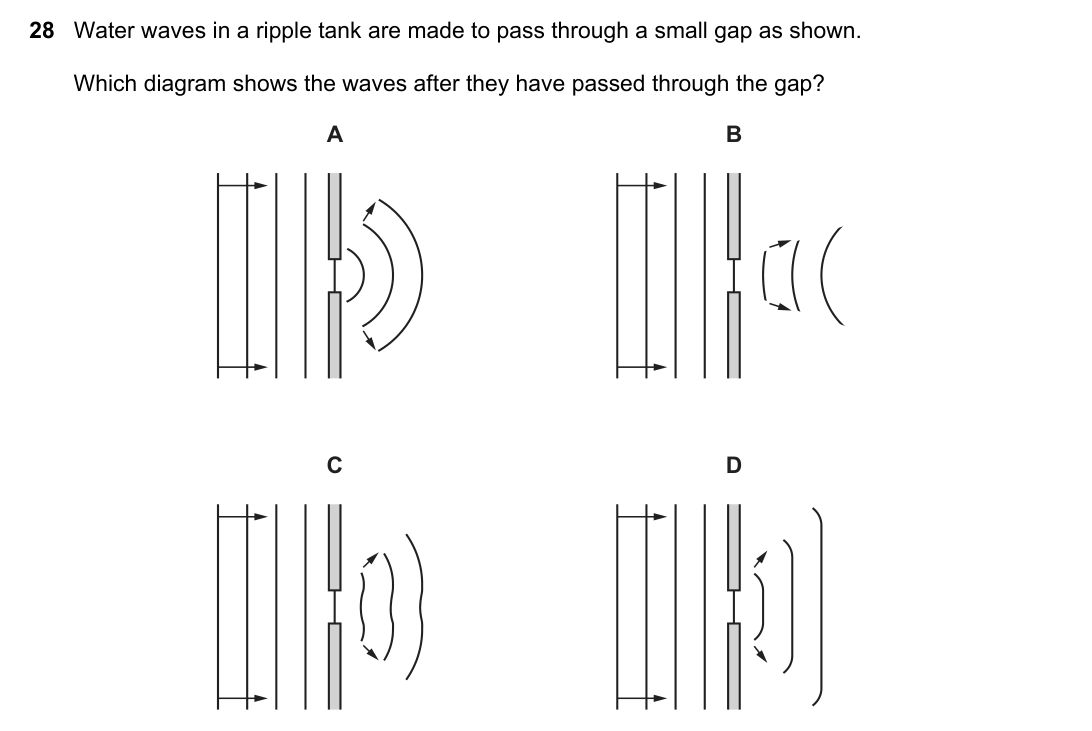 28 Water waves in a ripple tank are made to pass through a small gap as shown.
Which diagram shows the waves after they have passed through the gap?
A
B
C
D